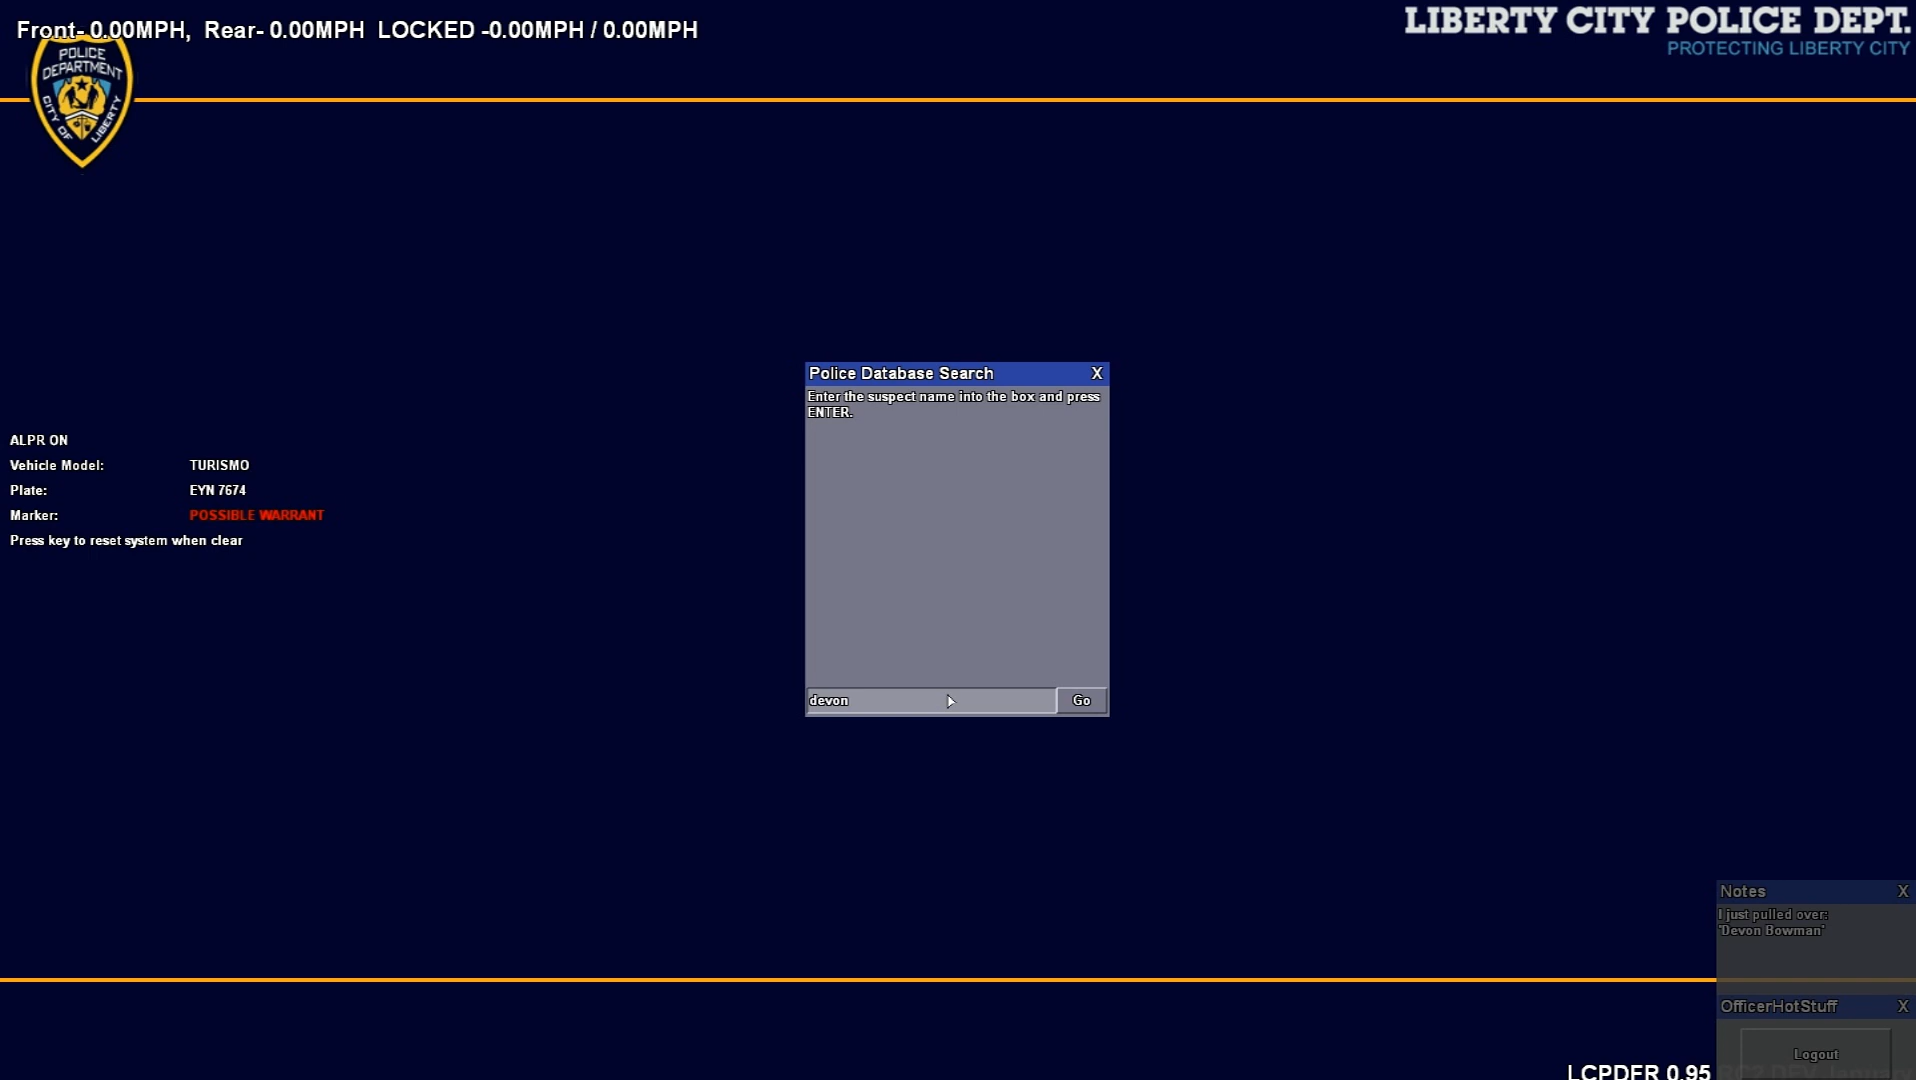 Front- 0.00MPH, Rear- 0.00MPH LOCKED -0.00MPH / 0.00MPH
LIBERTY CITY POLICE DEPT.
PROTECTING LIBERTY CITY
POLICE
DEPARTMENT
CITY OF LIBERTY
Police Database Search X
Enter the suspect name into the box and press
ENTER.
ALPR ON
Vehicle Model: TURISMO
Plate: EYN 7674
Marker: POSSIBLE WARRANT
Press key to reset system when clear
devon Go
Notes X
I just pulled over:
'Devon Bowman'
OfficerHotStuff X
Logout
LCPDFR 0.95 RC2 DEV January